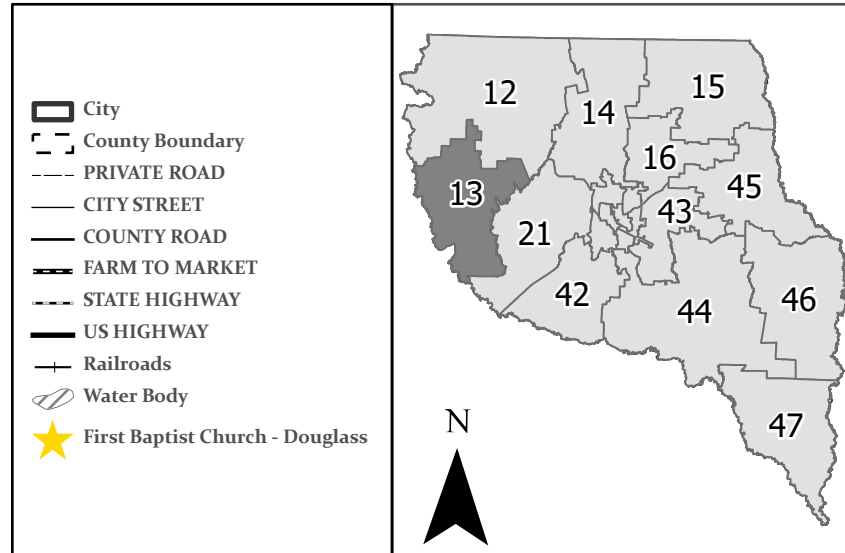 City
County Boundary
PRIVATE ROAD
CITY STREET
COUNTY ROAD
FARM TO MARKET
STATE HIGHWAY
US HIGHWAY
Railroads
Water Body
First Baptist Church - Douglass
12
14
15
16
13
45
43
21
42
44
46
47
N